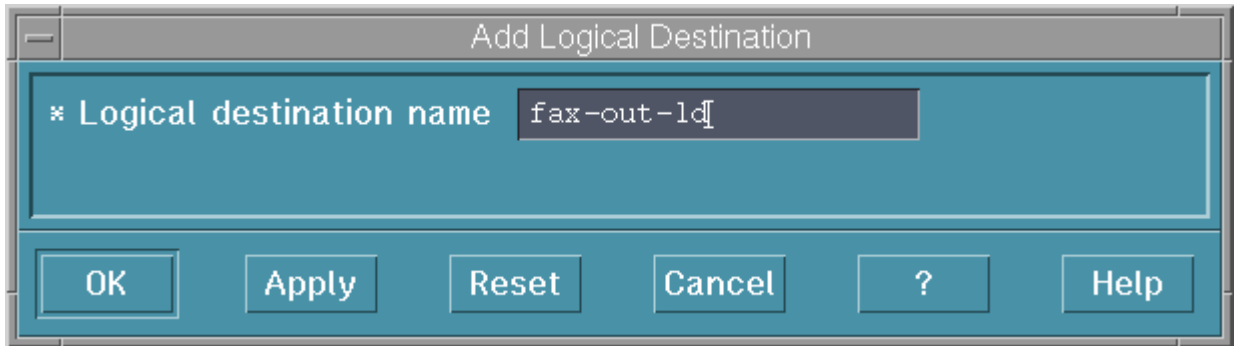 Add Logical Destination
* Logical destination name fax-out-ld
OK Apply Reset Cancel ? Help